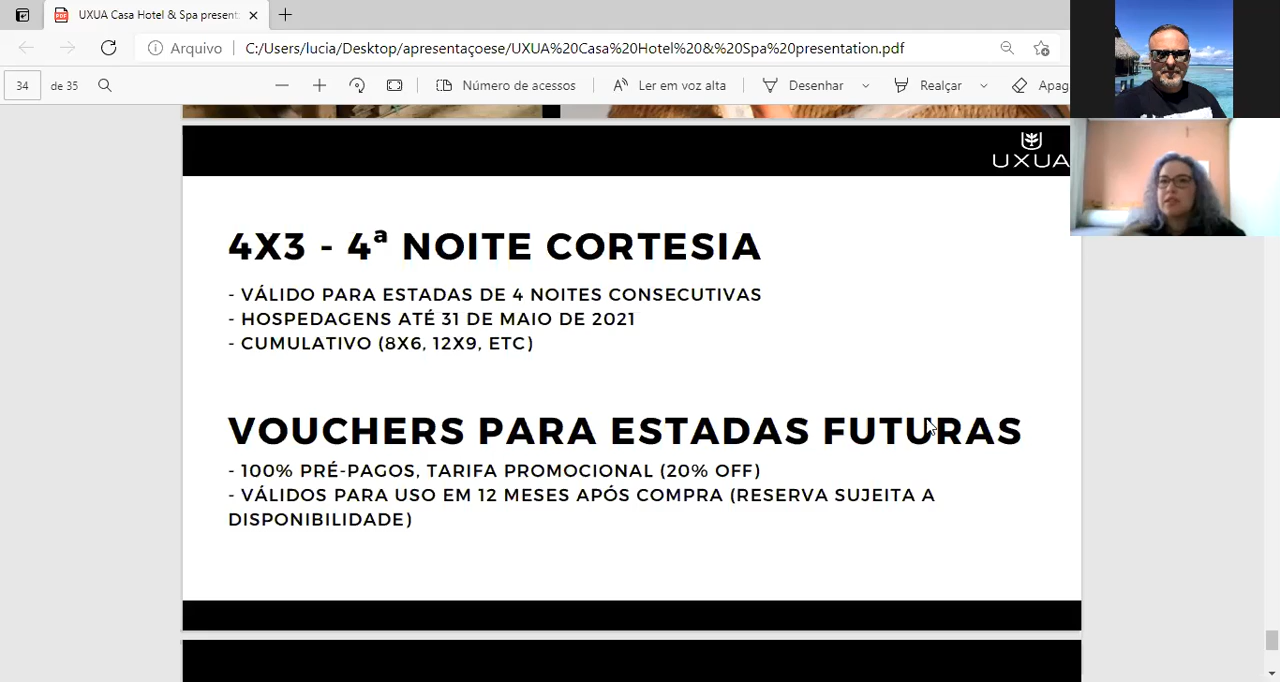 UXUA Casa Hotel & Spa present
Arquivo
C:/Users/lucia/Desktop/apresentaçoese/UXUA%20Casa%20Hotel%20&%20Spa%20presentation.pdf
34 de 35
Número de acessos
Ler em voz alta
Desenhar
Realçar
Apag
UXUA
4X3 - 4ª NOITE CORTESIA
- VÁLIDO PARA ESTADAS DE 4 NOITES CONSECUTIVAS
- HOSPEDAGENS ATÉ 31 DE MAIO DE 2021
- CUMULATIVO (8X6, 12X9, ETC)
VOUCHERS PARA ESTADAS FUTURAS
- 100% PRÉ-PAGOS, TARIFA PROMOCIONAL (20% OFF)
- VÁLIDOS PARA USO EM 12 MESES APÓS COMPRA (RESERVA SUJEITA A
DISPONIBILIDADE)